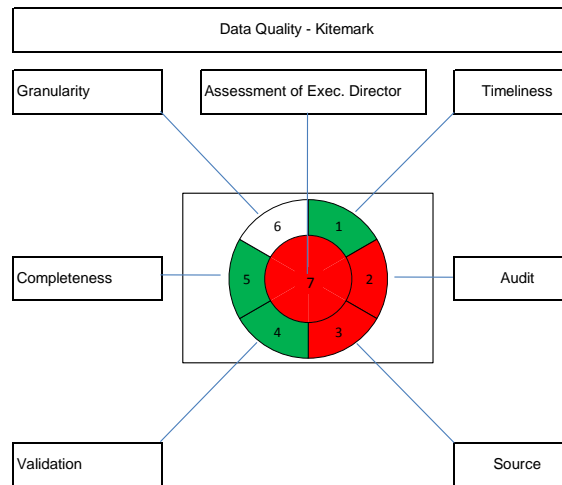 Data Quality - Kitemark
Granularity
Assessment of Exec. Director
Timeliness
6
1
Completeness
5
7
2
Audit
4
3
Validation
Source